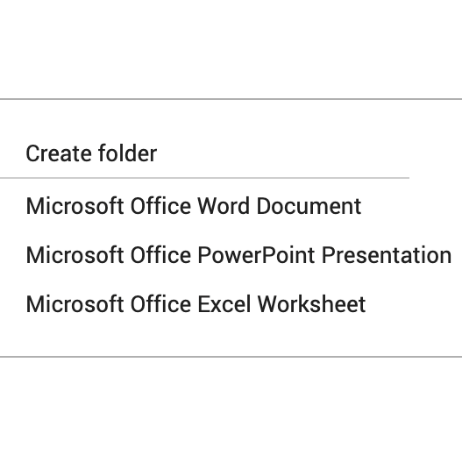 Create folder
Microsoft Office Word Document
Microsoft Office PowerPoint Presentation
Microsoft Office Excel Worksheet